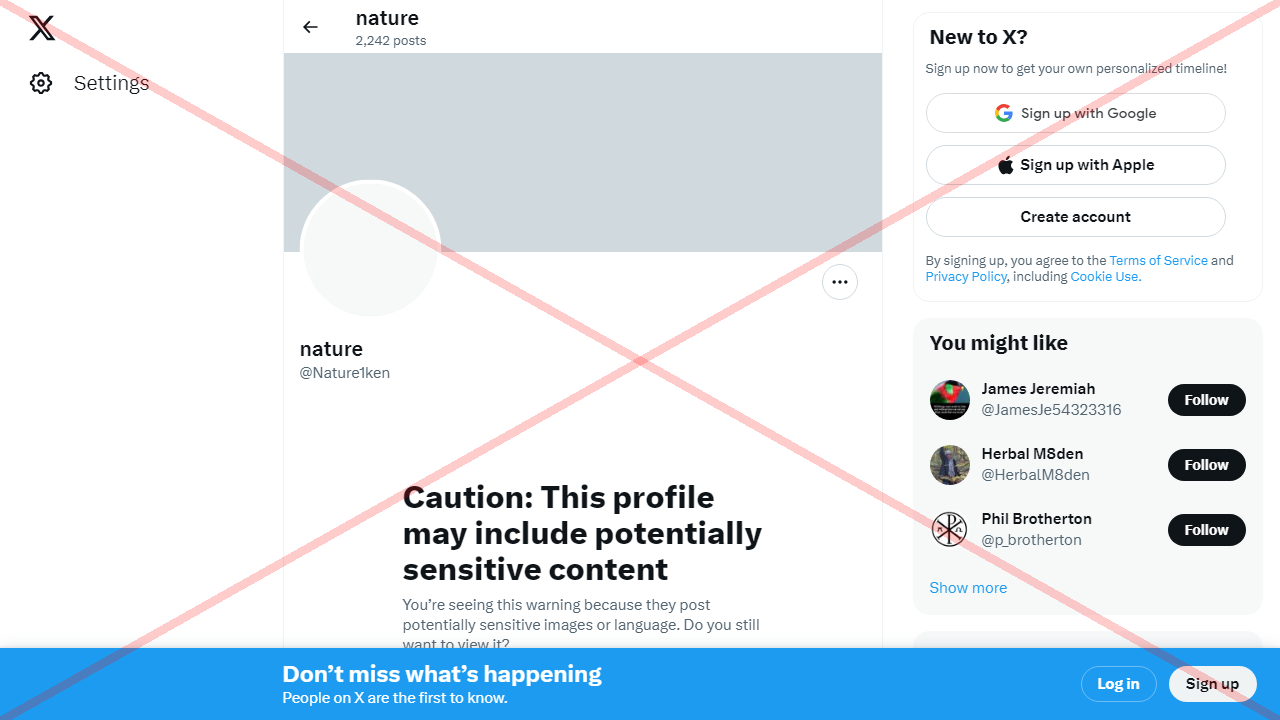 Settings
nature
2,242 posts
nature
@Nature1ken
Caution: This profile
may include potentially
sensitive content
You're seeing this warning because they post
potentially sensitive images or language. Do you still
want to view it?
New to X?
Sign up now to get your own personalized timeline!
Sign up with Google
Sign up with Apple
Create account
By signing up, you agree to the Terms of Service and
Privacy Policy, including Cookie Use.
You might like
James Jeremiah
@JamesJe54323316
Follow
Herbal M8den
@HerbalM8den
Follow
Phil Brotherton
@p_brotherton
Follow
Show more
Don't miss what's happening
People on X are the first to know.
Log in
Sign up